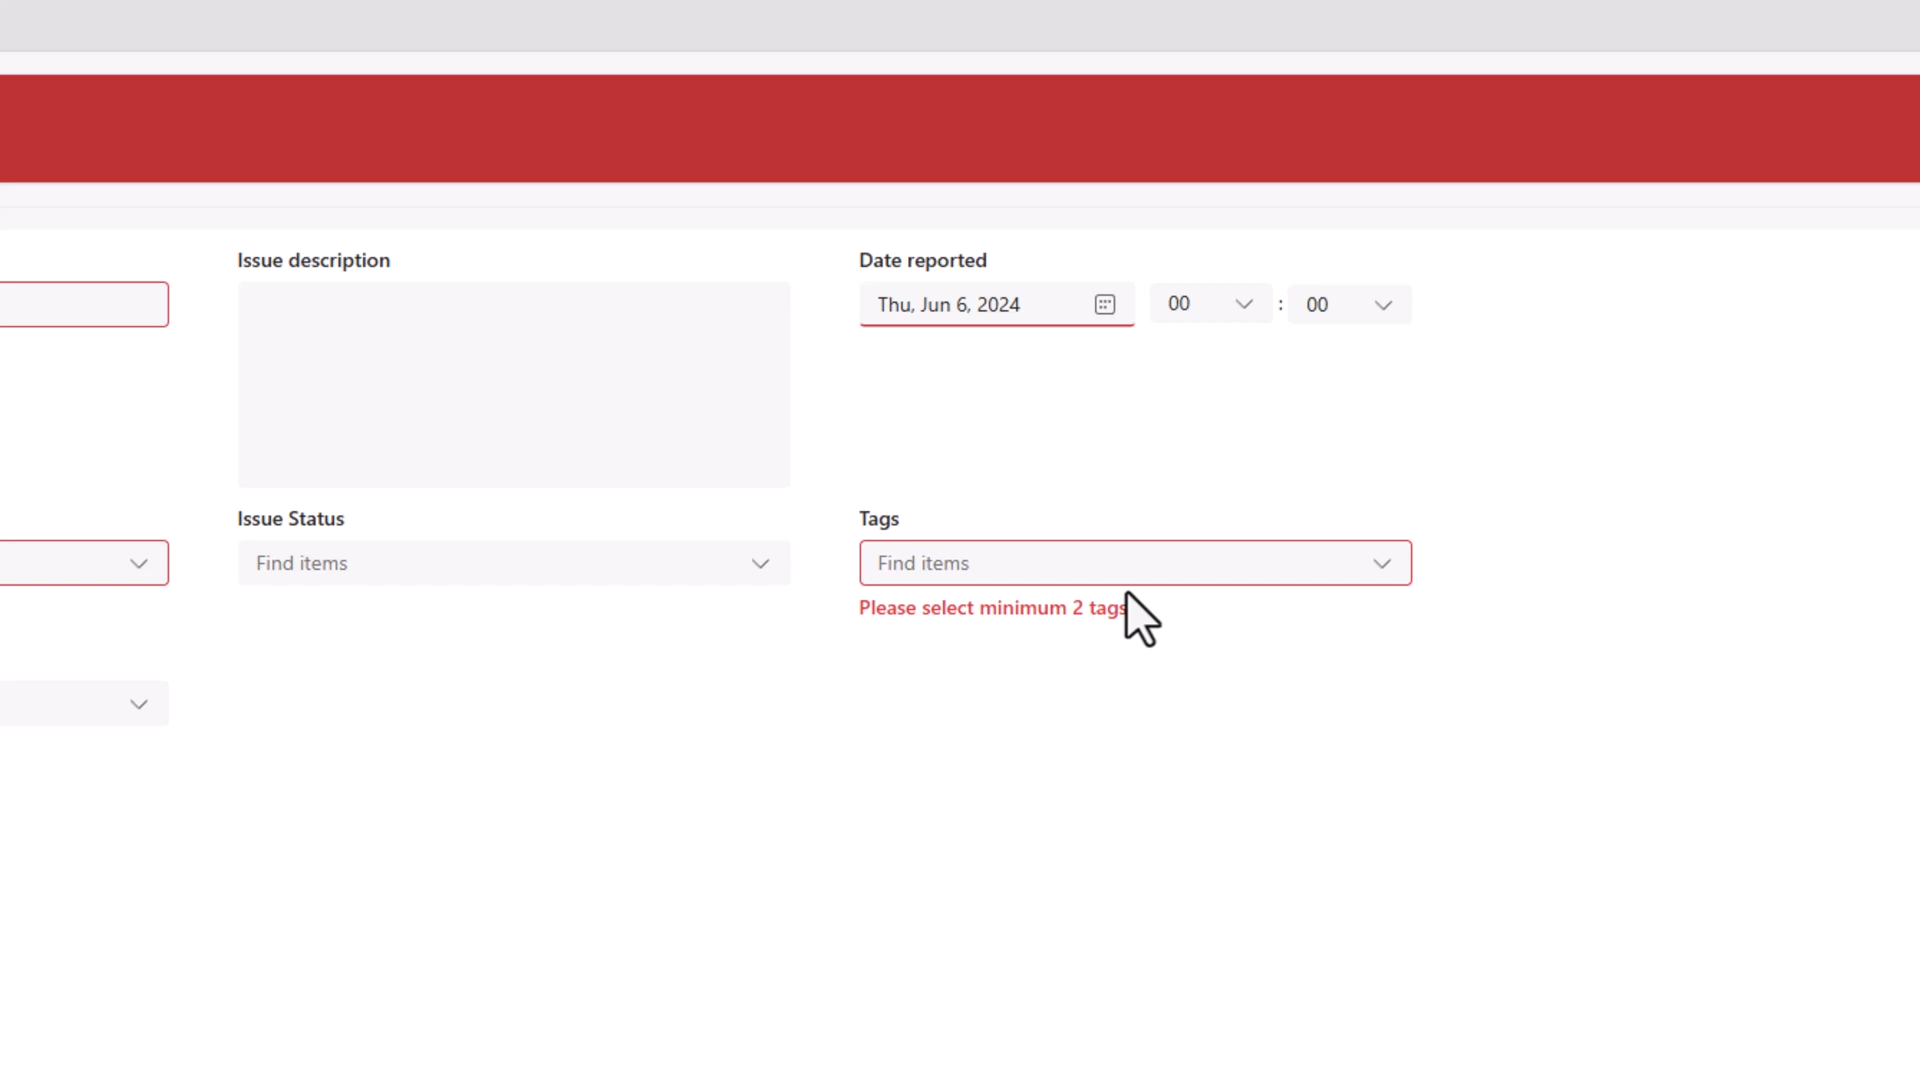 Issue description
Date reported
Thu, Jun 6, 2024
00 : 00
Issue Status
Tags
Find items
Find items
Please select minimum 2 tags